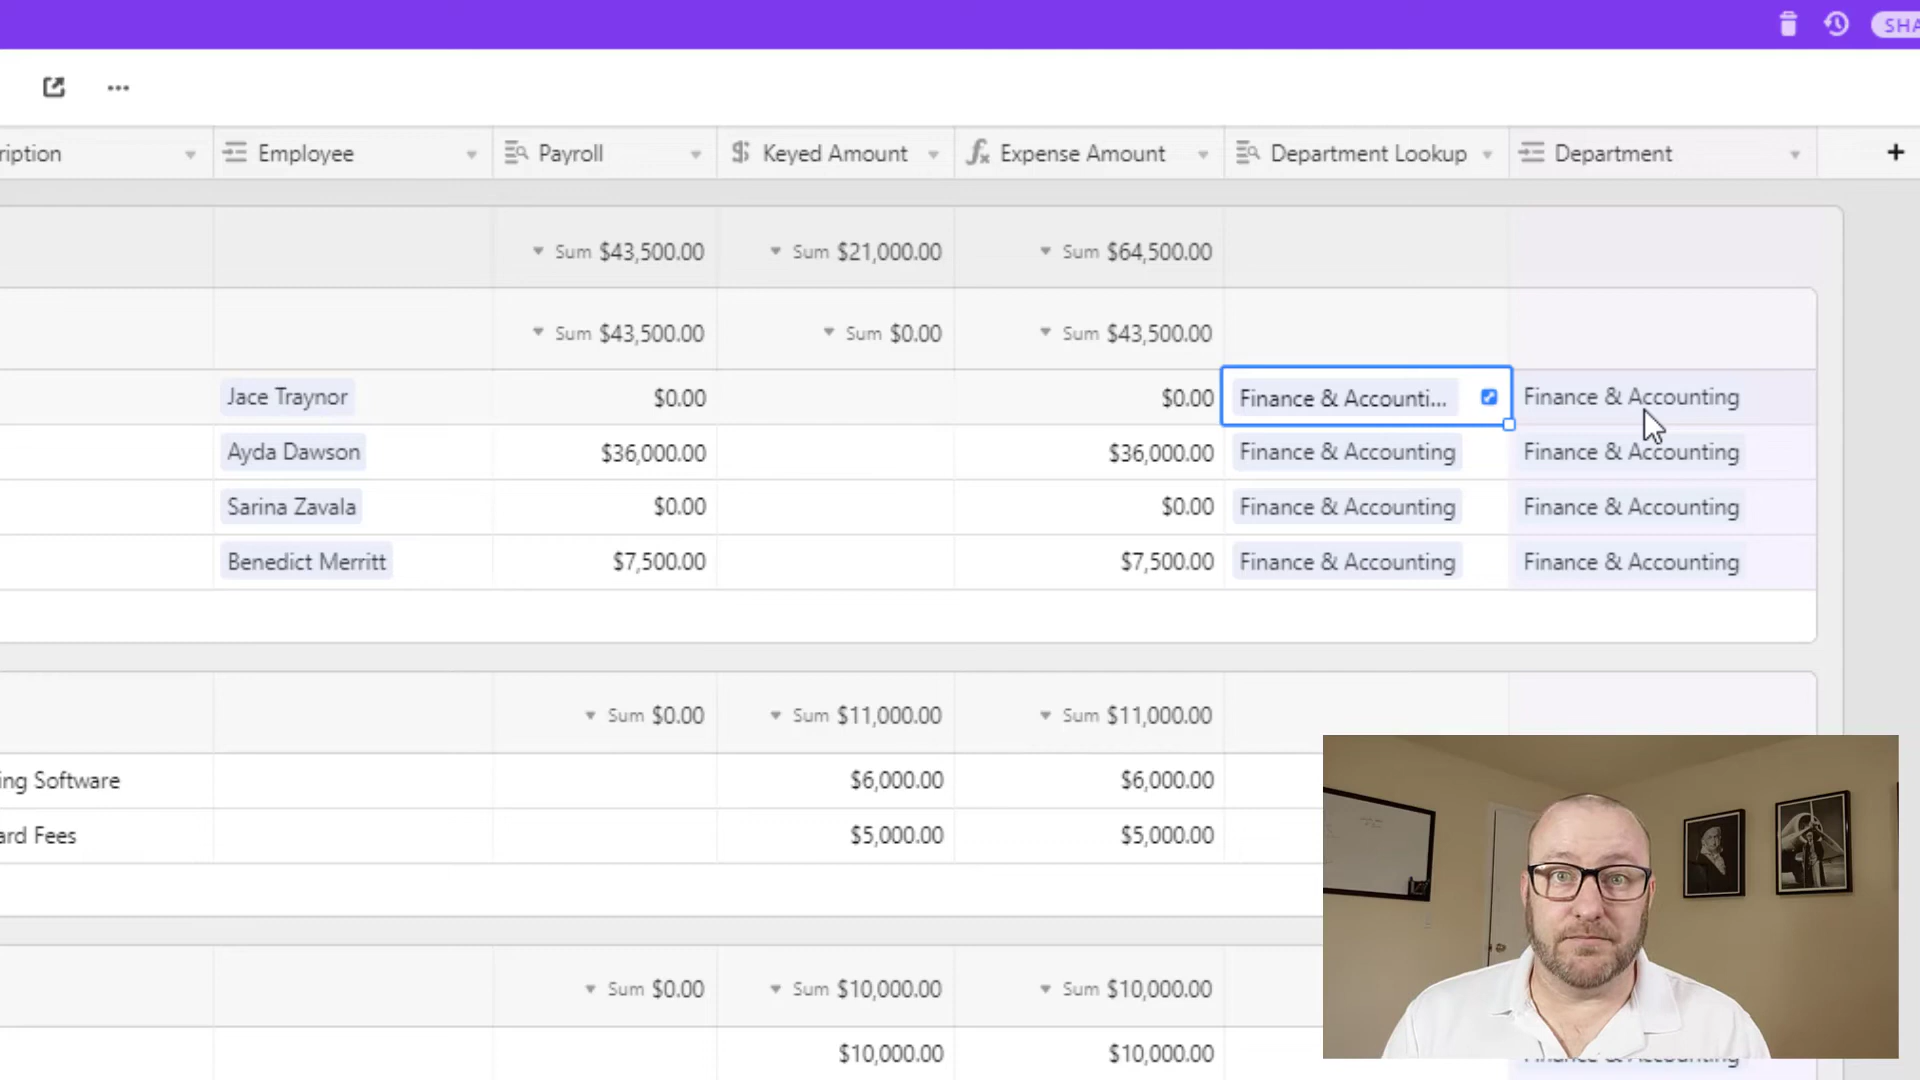 SHA
ription Employee Payroll Keyed Amount Expense Amount Department Lookup Department
Sum $43,500.00 Sum $21,000.00 Sum $64,500.00
Sum $43,500.00 Sum $0.00 Sum $43,500.00
Jace Traynor $0.00 $0.00 Finance & Accounti... Finance & Accounting
Ayda Dawson $36,000.00 $36,000.00 Finance & Accounting Finance & Accounting
Sarina Zavala $0.00 $0.00 Finance & Accounting Finance & Accounting
Benedict Merritt $7,500.00 $7,500.00 Finance & Accounting Finance & Accounting
Sum $0.00 Sum $11,000.00 Sum $11,000.00
ing Software $6,000.00 $6,000.00
ard Fees $5,000.00 $5,000.00
Sum $0.00 Sum $10,000.00 Sum $10,000.00
$10,000.00 $10,000.00 Finance & Accounting